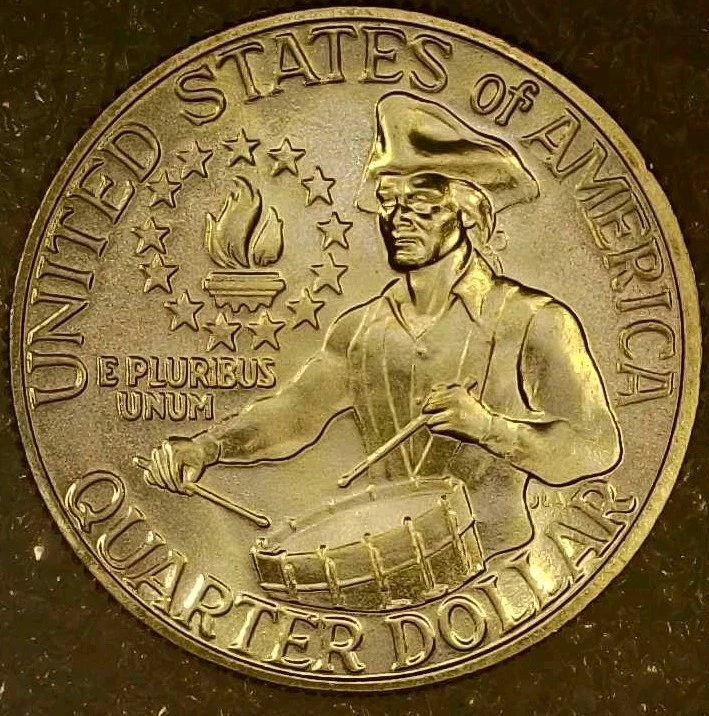 UNITED STATES of AMERICA
E PLURIBUS
UNUM
JLA
QUARTER DOLLAR